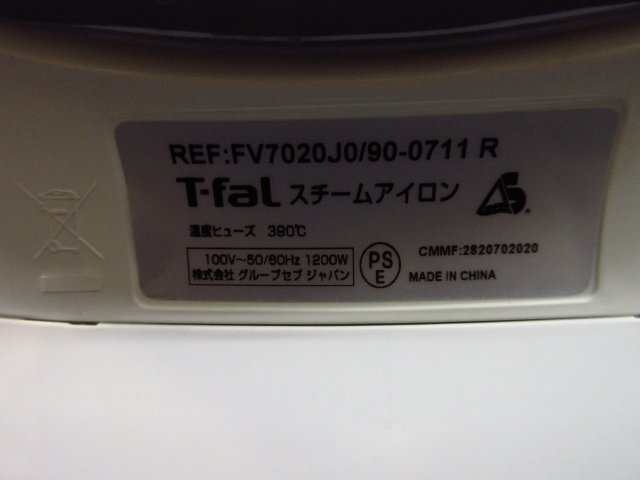 REF:FV7020J0/90-0711 R
T-fal スチームアイロン
温度ヒューズ 390℃
100V～50/60Hz 1200W
株式会社 グループセブ ジャパン
PS
E
CMMF:2820702020
MADE IN CHINA